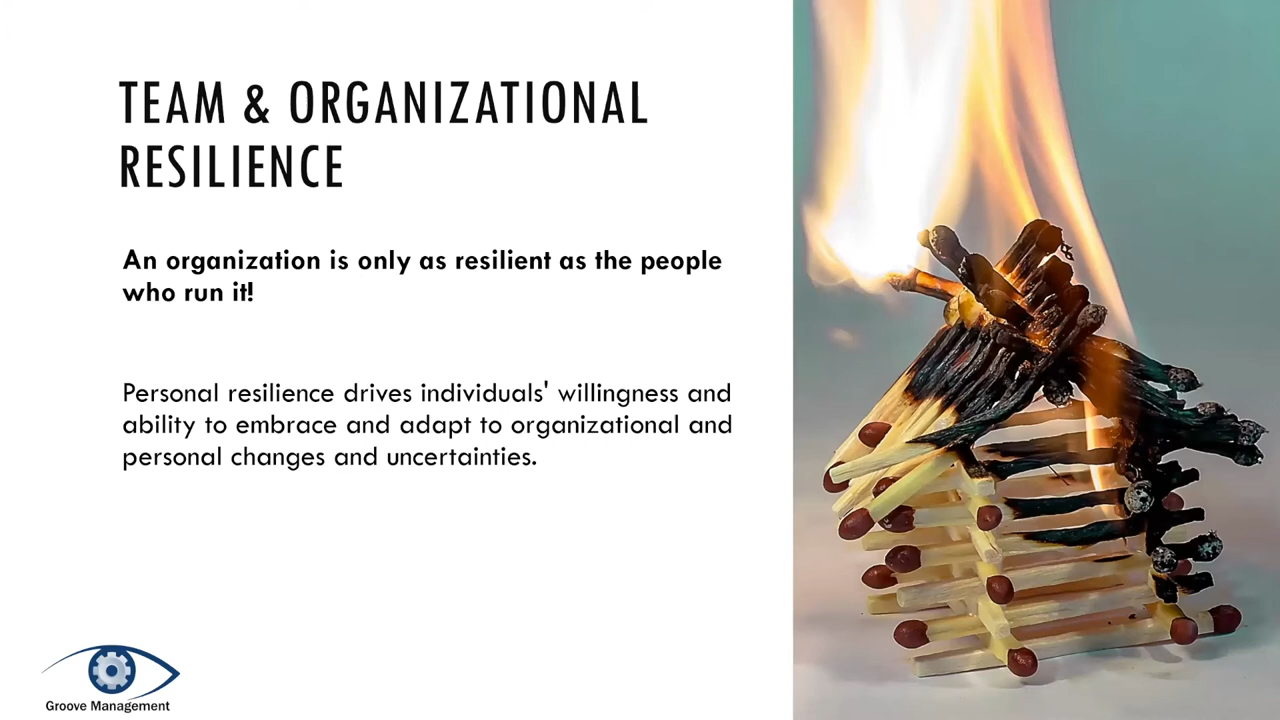 TEAM & ORGANIZATIONAL
RESILIENCE
An organization is only as resilient as the people
who run it!
Personal resilience drives individuals' willingness and
ability to embrace and adapt to organizational and
personal changes and uncertainties.
Groove Management